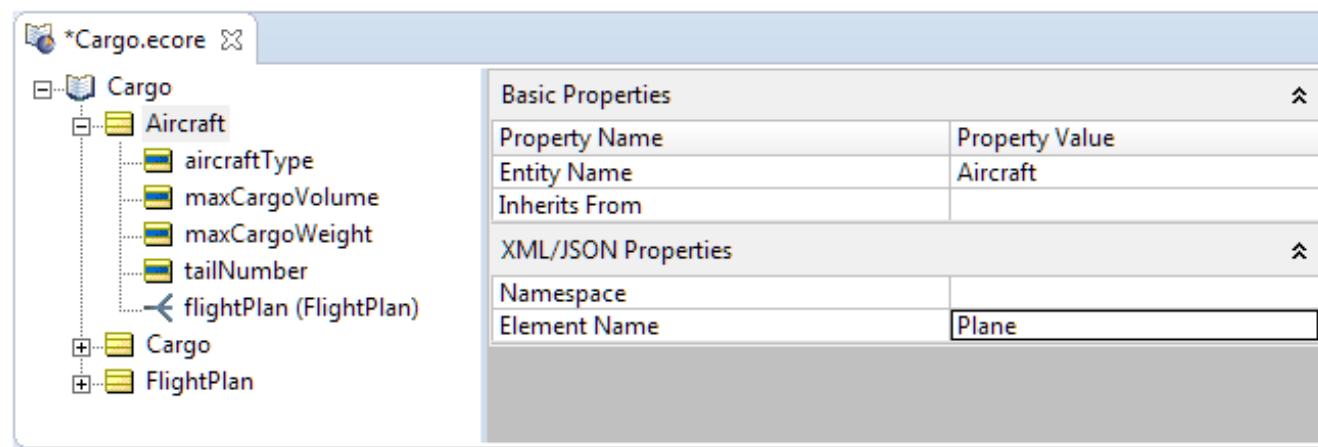 *Cargo.ecore
Cargo
Aircraft
aircraftType
maxCargoVolume
maxCargoWeight
tailNumber
flightPlan (FlightPlan)
Cargo
FlightPlan
Basic Properties
Property Name Property Value
Entity Name Aircraft
Inherits From
XML/JSON Properties
Namespace
Element Name Plane